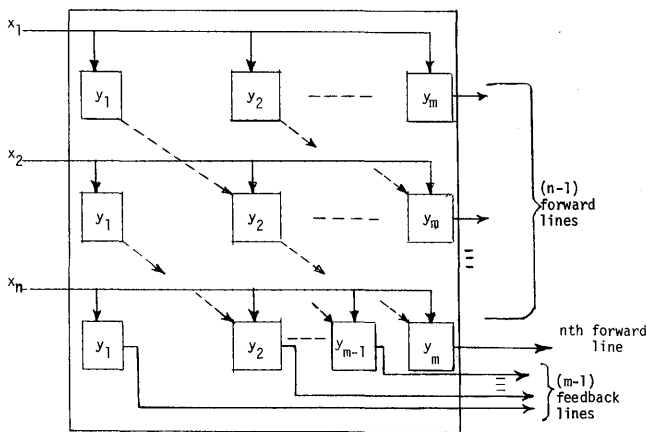 x1
y1 y2 ym
x2
y1 y2 ym
(n-1)
forward
lines
xn
y1 y2 ym-1 ym
nth forward
line
(m-1)
feedback
lines